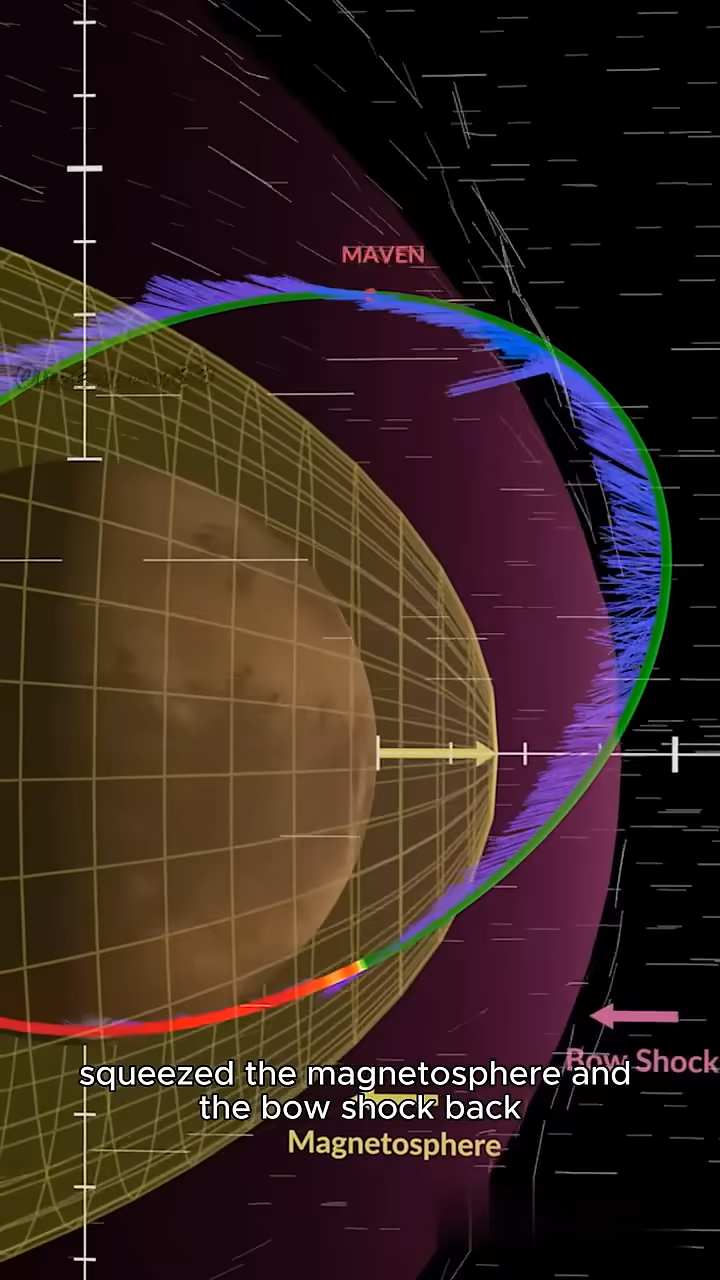 MAVEN
Bow Shock
squeezed the magnetosphere and
the bow shock back
Magnetosphere